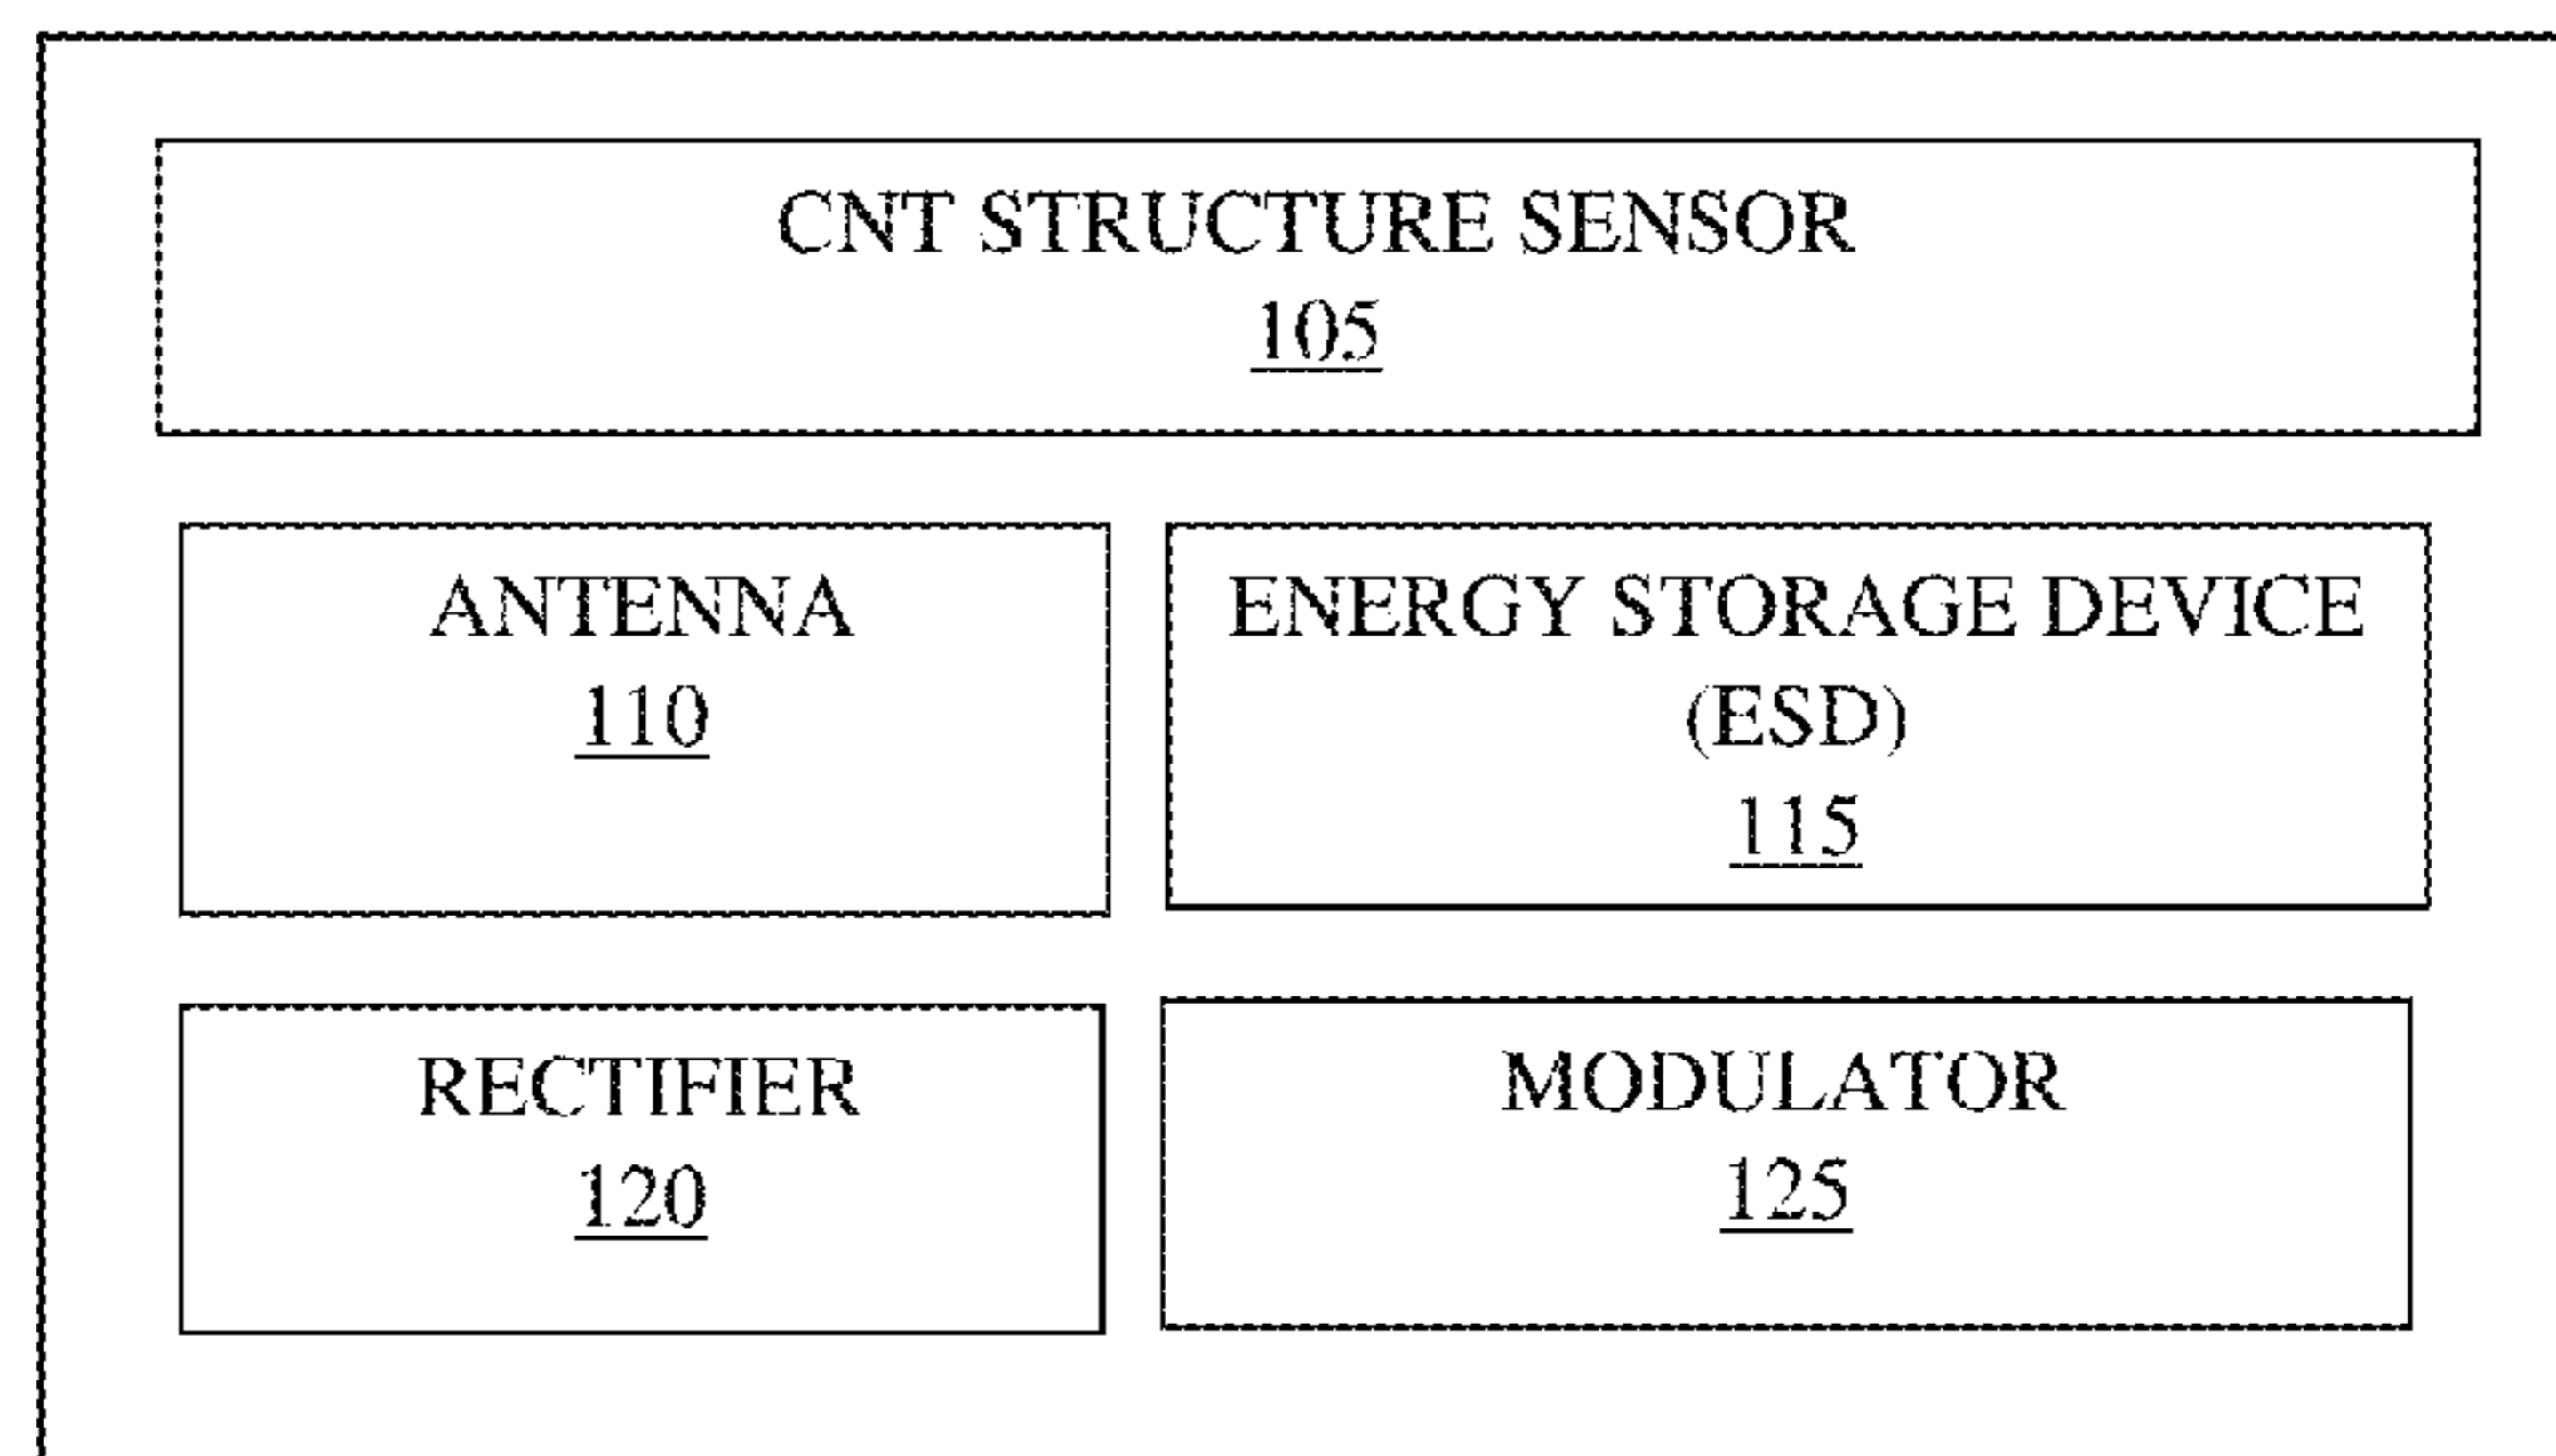 CNT STRUCTURE SENSOR
105
ANTENNA
110
ENERGY STORAGE DEVICE
(ESD)
115
RECTIFIER
120
MODULATOR
125